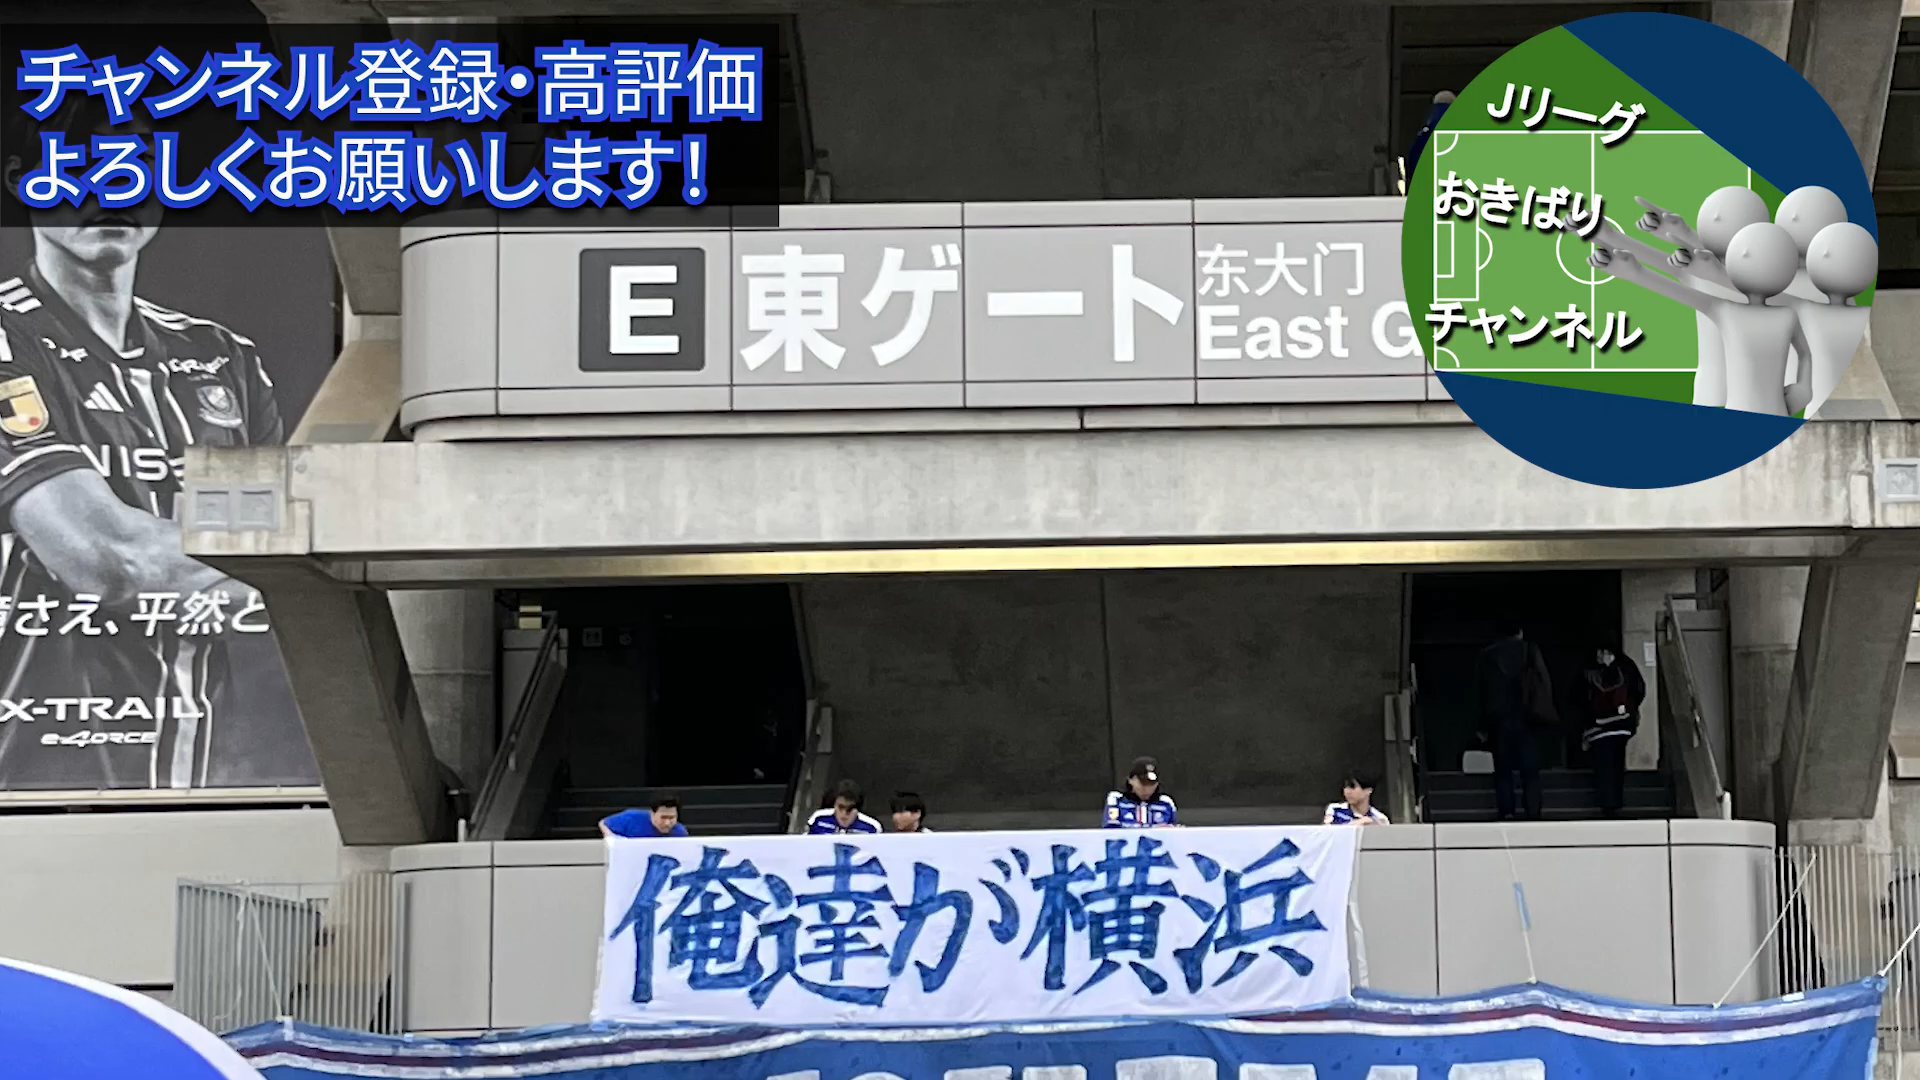 チャンネル登録・高評価
よろしくお願いします!
Jリーグ
おきばり
チャンネル
E 東ゲート
东大门
East G
NIS
さえ、平然と
X-TRAIL
e-4ORCE
俺達が横浜